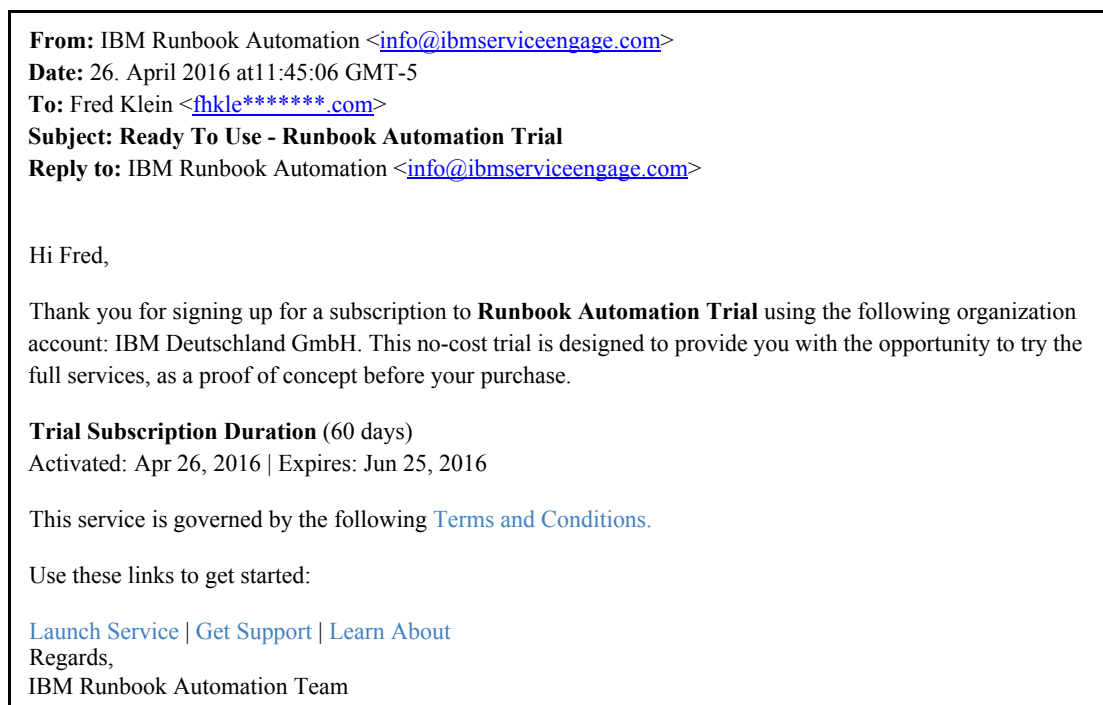 From: IBM Runbook Automation <info@ibmserviceengage.com>
Date: 26. April 2016 at11:45:06 GMT-5
To: Fred Klein <fhkle*******.com>
Subject: Ready To Use - Runbook Automation Trial
Reply to: IBM Runbook Automation <info@ibmserviceengage.com>
Hi Fred,
Thank you for signing up for a subscription to Runbook Automation Trial using the following organization
account: IBM Deutschland GmbH. This no-cost trial is designed to provide you with the opportunity to try the
full services, as a proof of concept before your purchase.
Trial Subscription Duration (60 days)
Activated: Apr 26, 2016 | Expires: Jun 25, 2016
This service is governed by the following Terms and Conditions.
Use these links to get started:
Launch Service | Get Support | Learn About
Regards,
IBM Runbook Automation Team